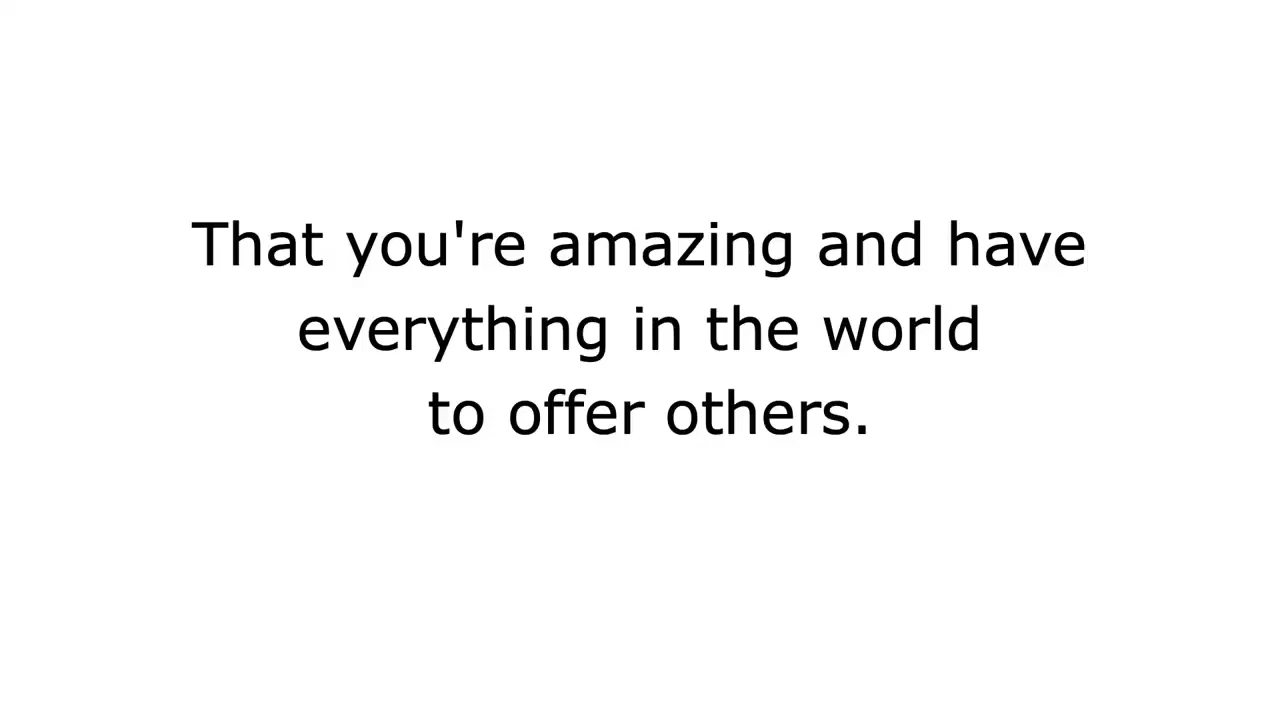 That you're amazing and have
everything in the world
to offer others.